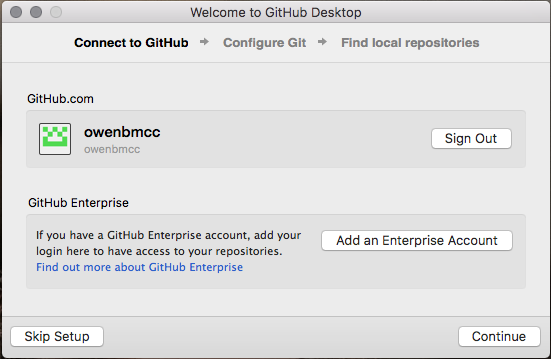 Welcome to GitHub Desktop
Connect to GitHub → Configure Git → Find local repositories
GitHub.com
owenbmcc
owenbmcc
Sign Out
GitHub Enterprise
If you have a GitHub Enterprise account, add your
login here to have access to your repositories.
Find out more about GitHub Enterprise
Add an Enterprise Account
Skip Setup
Continue